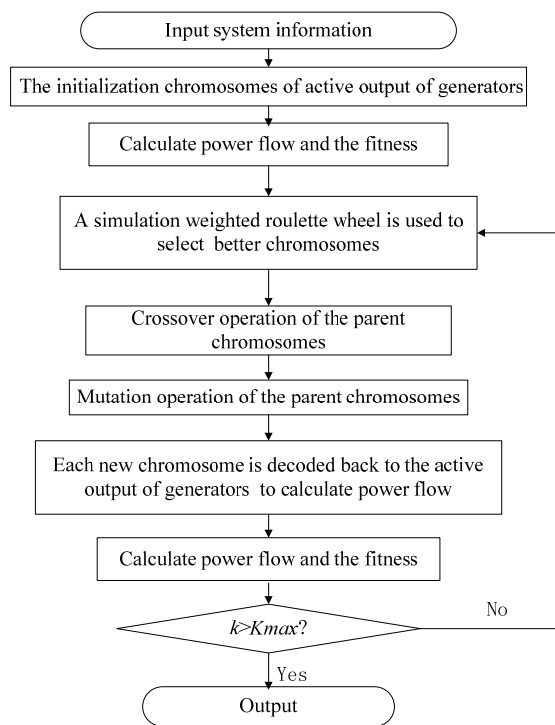 Input system information
The initialization chromosomes of active output of generators
Calculate power flow and the fitness
A simulation weighted roulette wheel is used to
select better chromosomes
Crossover operation of the parent
chromosomes
Mutation operation of the parent chromosomes
Each new chromosome is decoded back to the active
output of generators to calculate power flow
Calculate power flow and the fitness
k>Kmax?
No
Yes
Output